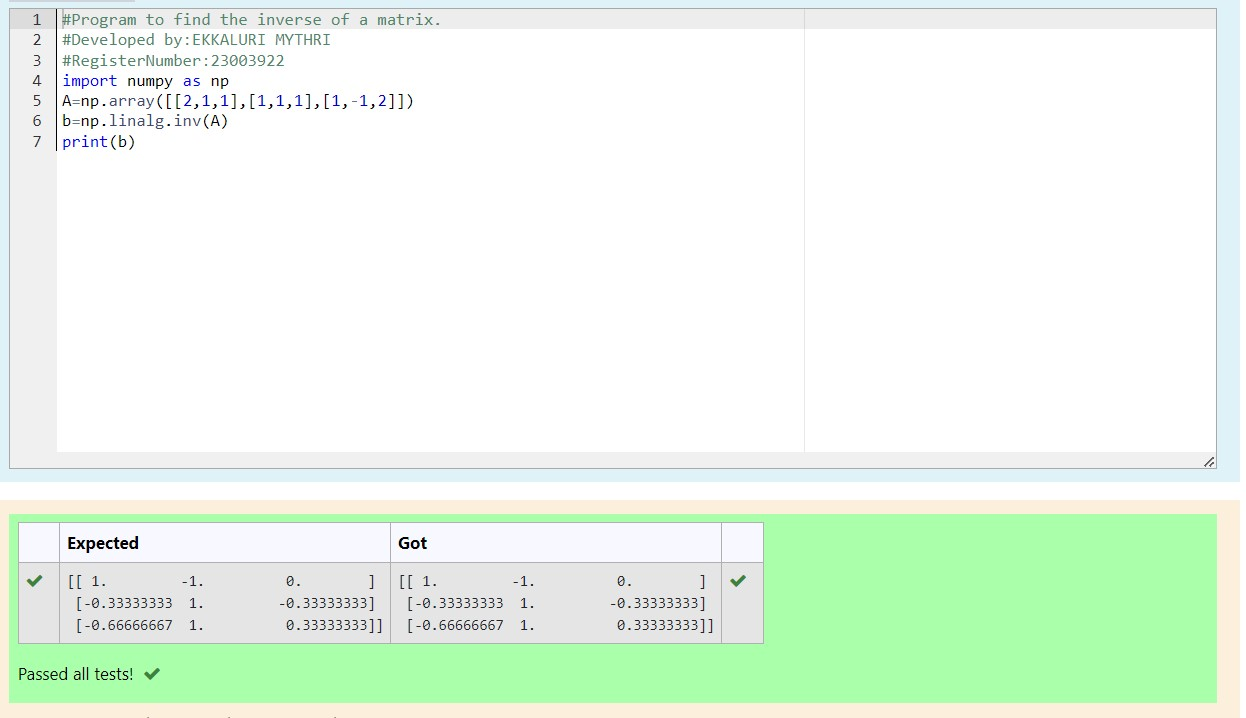 1 #Program to find the inverse of a matrix.
2 #Developed by:EKKALURI MYTHRI
3 #RegisterNumber:23003922
4 import numpy as np
5 A=np.array([[2,1,1],[1,1,1],[1,-1,2]])
6 b=np.linalg.inv(A)
7 print(b)
Expected Got
[[ 1. -1. 0. ] [[ 1. -1. 0. ]
[-0.33333333 1. -0.33333333] [-0.33333333 1. -0.33333333]
[-0.66666667 1. 0.33333333]] [-0.66666667 1. 0.33333333]]
Passed all tests!